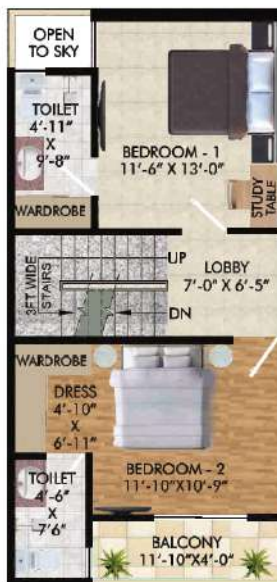 OPEN
TO SKY
TOILET
4'-11"
X
9'-8"
BEDROOM - 1
11'-6" X 13'-0"
STUDY
TABLE
WARDROBE
3FT WIDE
STAIRS
UP
LOBBY
7'-0" X 6'-5"
DN
WARDROBE
DRESS
4'-10"
X
6'-11"
TOILET
4'-6"
X
7'6"
BEDROOM - 2
11'-10"X10'-9"
BALCONY
11'-10"X4'-0"